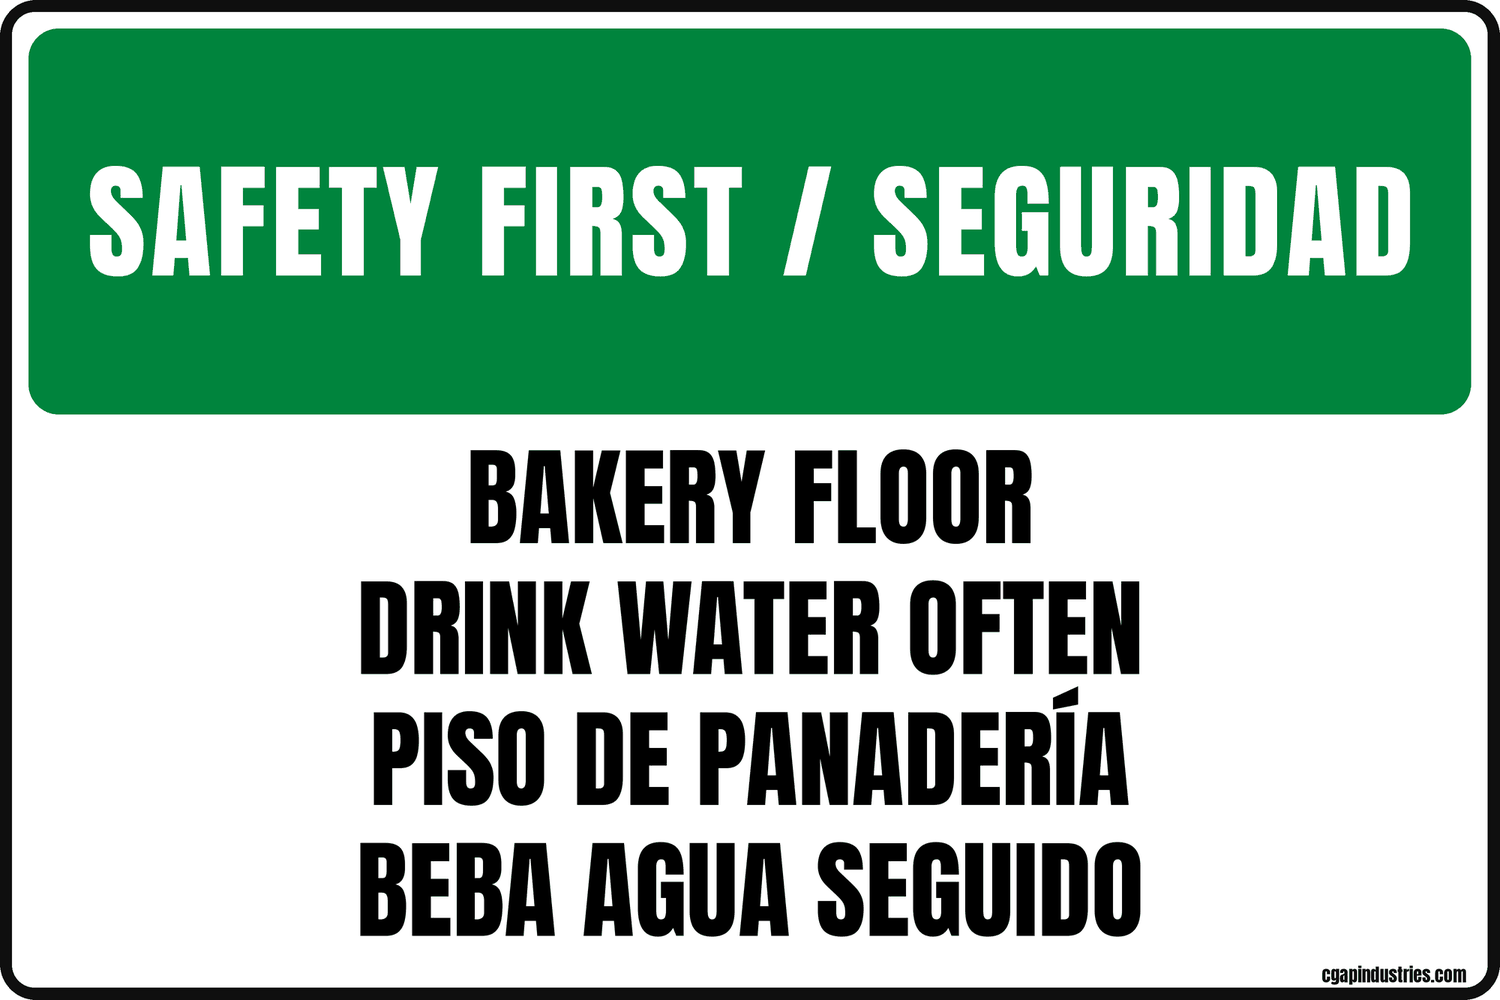 SAFETY FIRST / SEGURIDAD
BAKERY FLOOR
DRINK WATER OFTEN
PISO DE PANADERÍA
BEBA AGUA SEGUIDO
cgapindustries.com